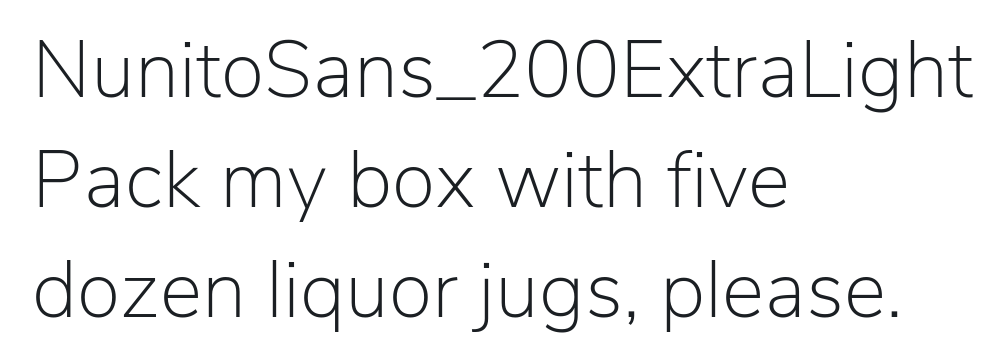 NunitoSans_200ExtraLight
Pack my box with five
dozen liquor jugs, please.